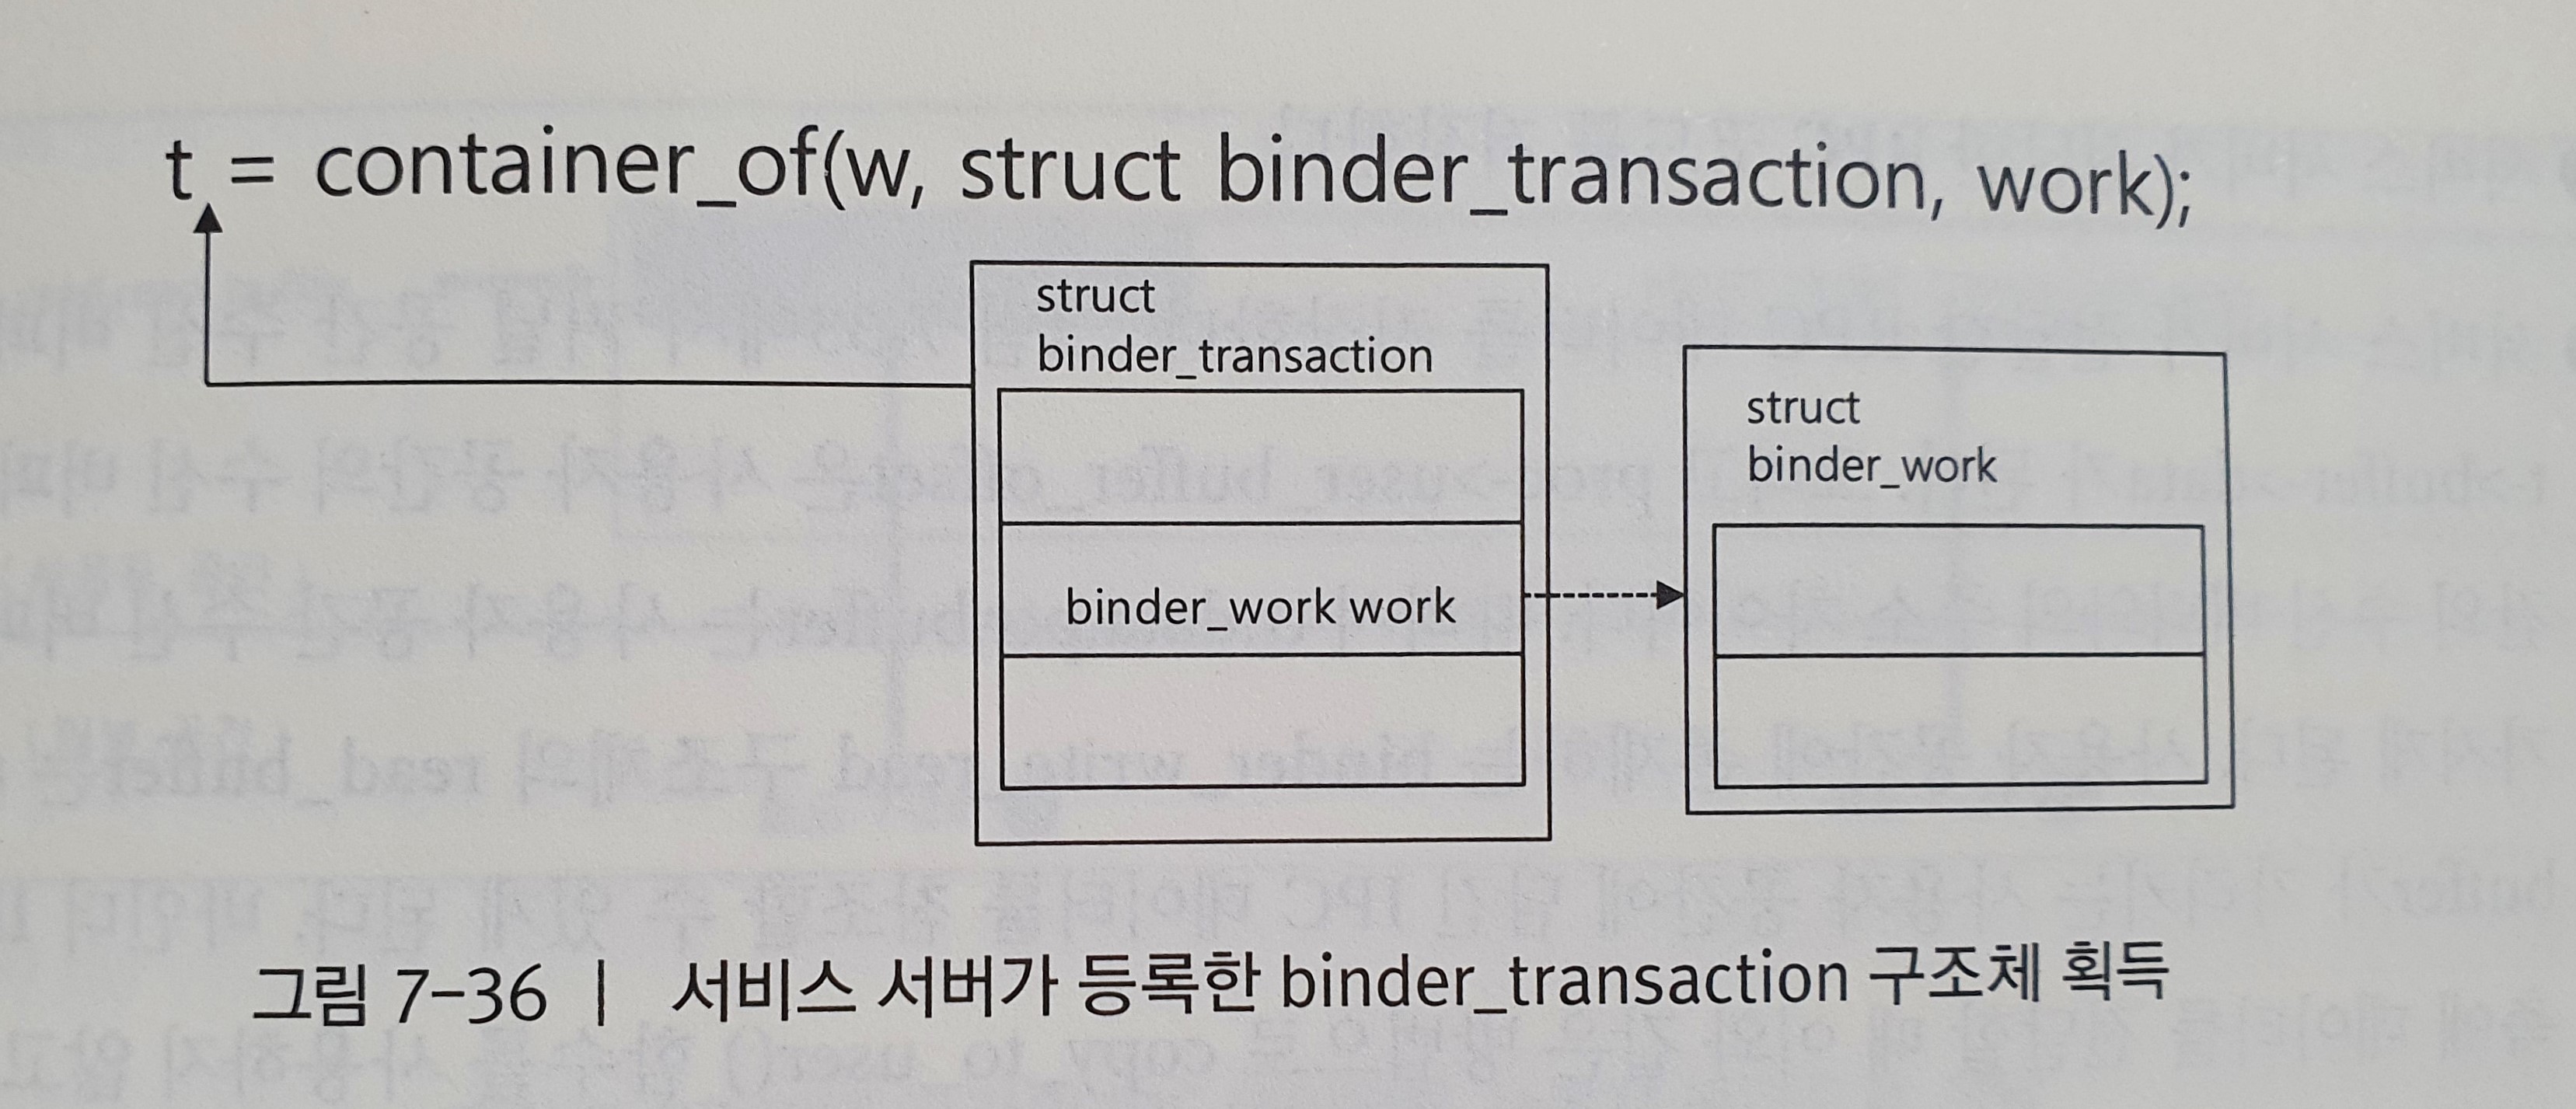 t = container_of(w, struct binder_transaction, work);
struct
binder_transaction
binder_work work
struct
binder_work
그림 7-36 | 서비스 서버가 등록한 binder_transaction 구조체 획득